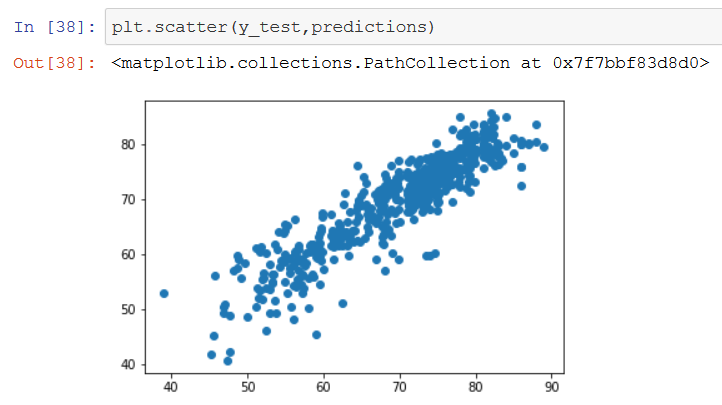 In [38]: plt.scatter(y_test,predictions)
Out[38]: <matplotlib.collections.PathCollection at 0x7f7bbf83d8d0>
80
70
60
50
40
40 50 60 70 80 90